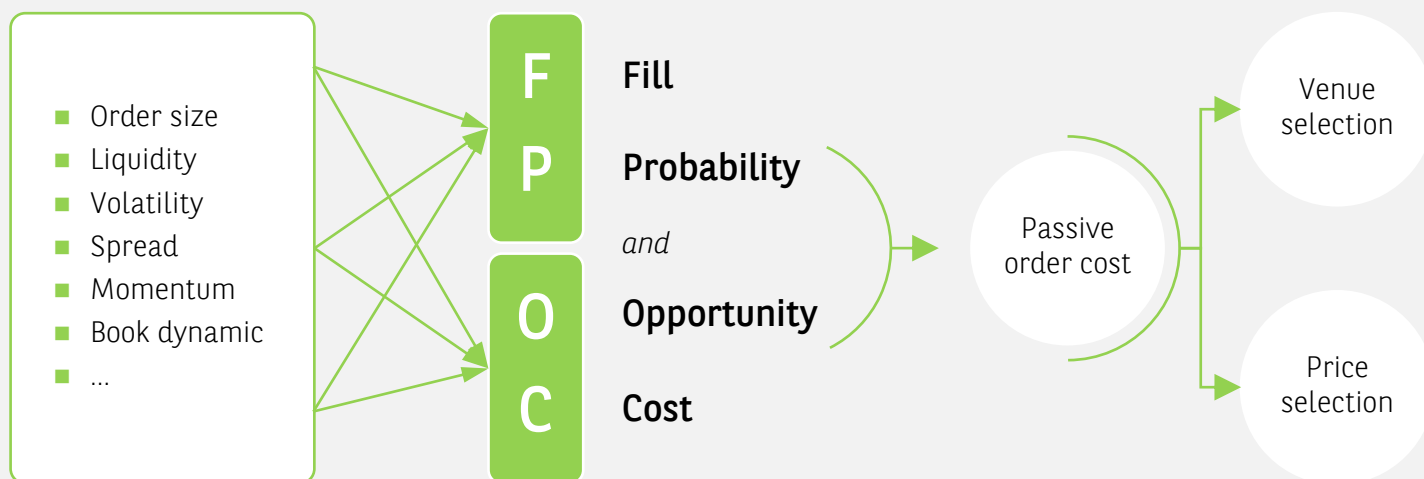 ■ Order size
■ Liquidity
■ Volatility
■ Spread
■ Momentum
■ Book dynamic
■ ...
F
P
O
C
Fill
Probability
and
Opportunity
Cost
Passive
order cost
Venue
selection
Price
selection